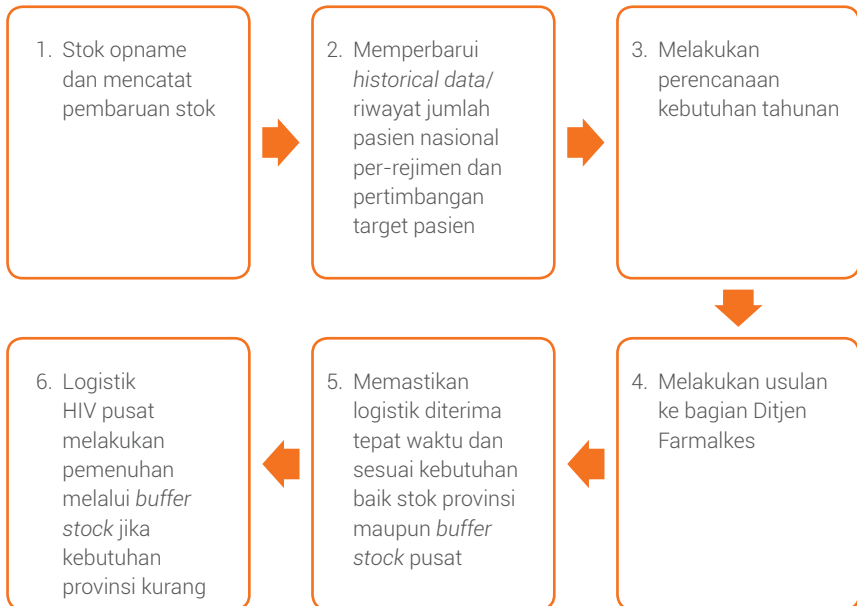 1. Stok opname
dan mencatat
pembaruan stok
2. Memperbarui
historical data/
riwayat jumlah
pasien nasional
per-rejimen dan
pertimbangan
target pasien
3. Melakukan
perencanaan
kebutuhan tahunan
4. Melakukan usulan
ke bagian Ditjen
Farmalkes
5. Memastikan
logistik diterima
tepat waktu dan
sesuai kebutuhan
baik stok provinsi
maupun buffer
stock pusat
6. Logistik
HIV pusat
melakukan
pemenuhan
melalui buffer
stock jika
kebutuhan
provinsi kurang